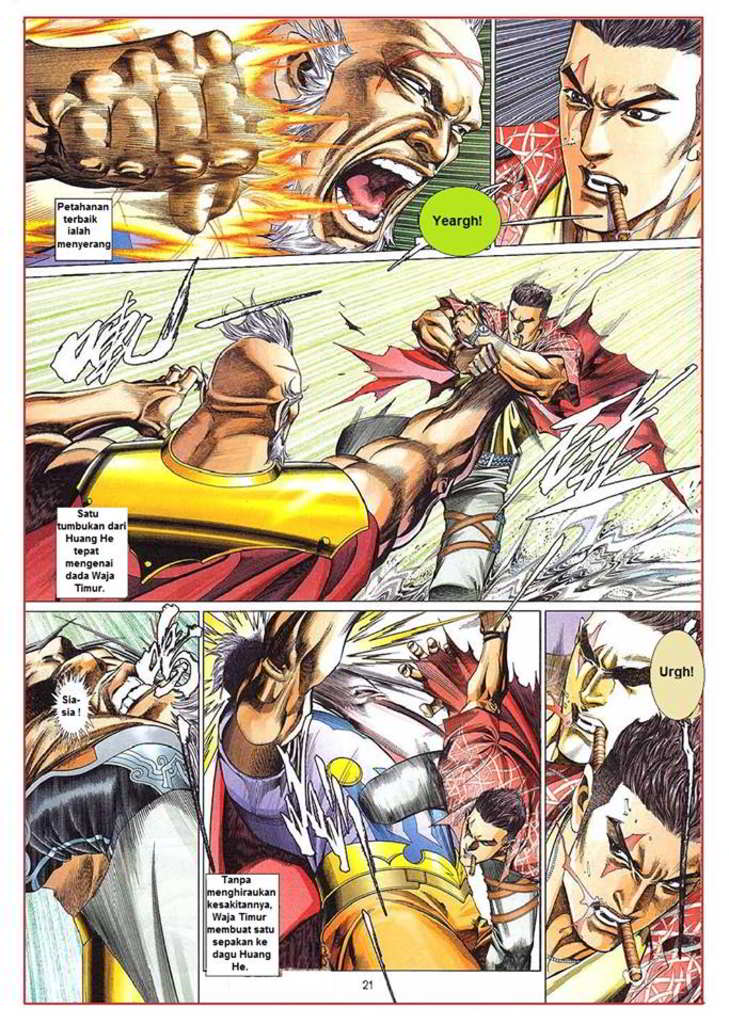 Petahanan
terbaik
ialah
menyerang
Yeargh!
Satu
tumbukan dari
Huang He
tepat
mengenai
dada Waja
Timur.
Sia-
sia !
Tanpa
menghiraukan
kesakitannya,
Waja Timur
membuat satu
sepakan ke
dagu Huang
He.
Urgh!
21